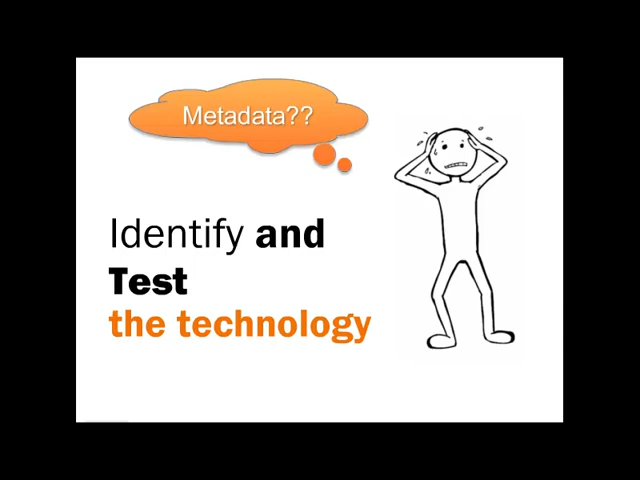 Metadata??
Identify and
Test
the technology